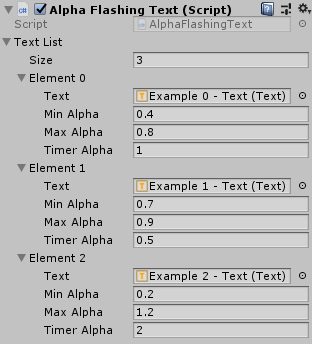 Alpha Flashing Text (Script)
Script AlphaFlashingText
Text List
Size 3
Element 0
Text Example 0 - Text (Text)
Min Alpha 0.4
Max Alpha 0.8
Timer Alpha 1
Element 1
Text Example 1 - Text (Text)
Min Alpha 0.7
Max Alpha 0.9
Timer Alpha 0.5
Element 2
Text Example 2 - Text (Text)
Min Alpha 0.2
Max Alpha 1.2
Timer Alpha 2